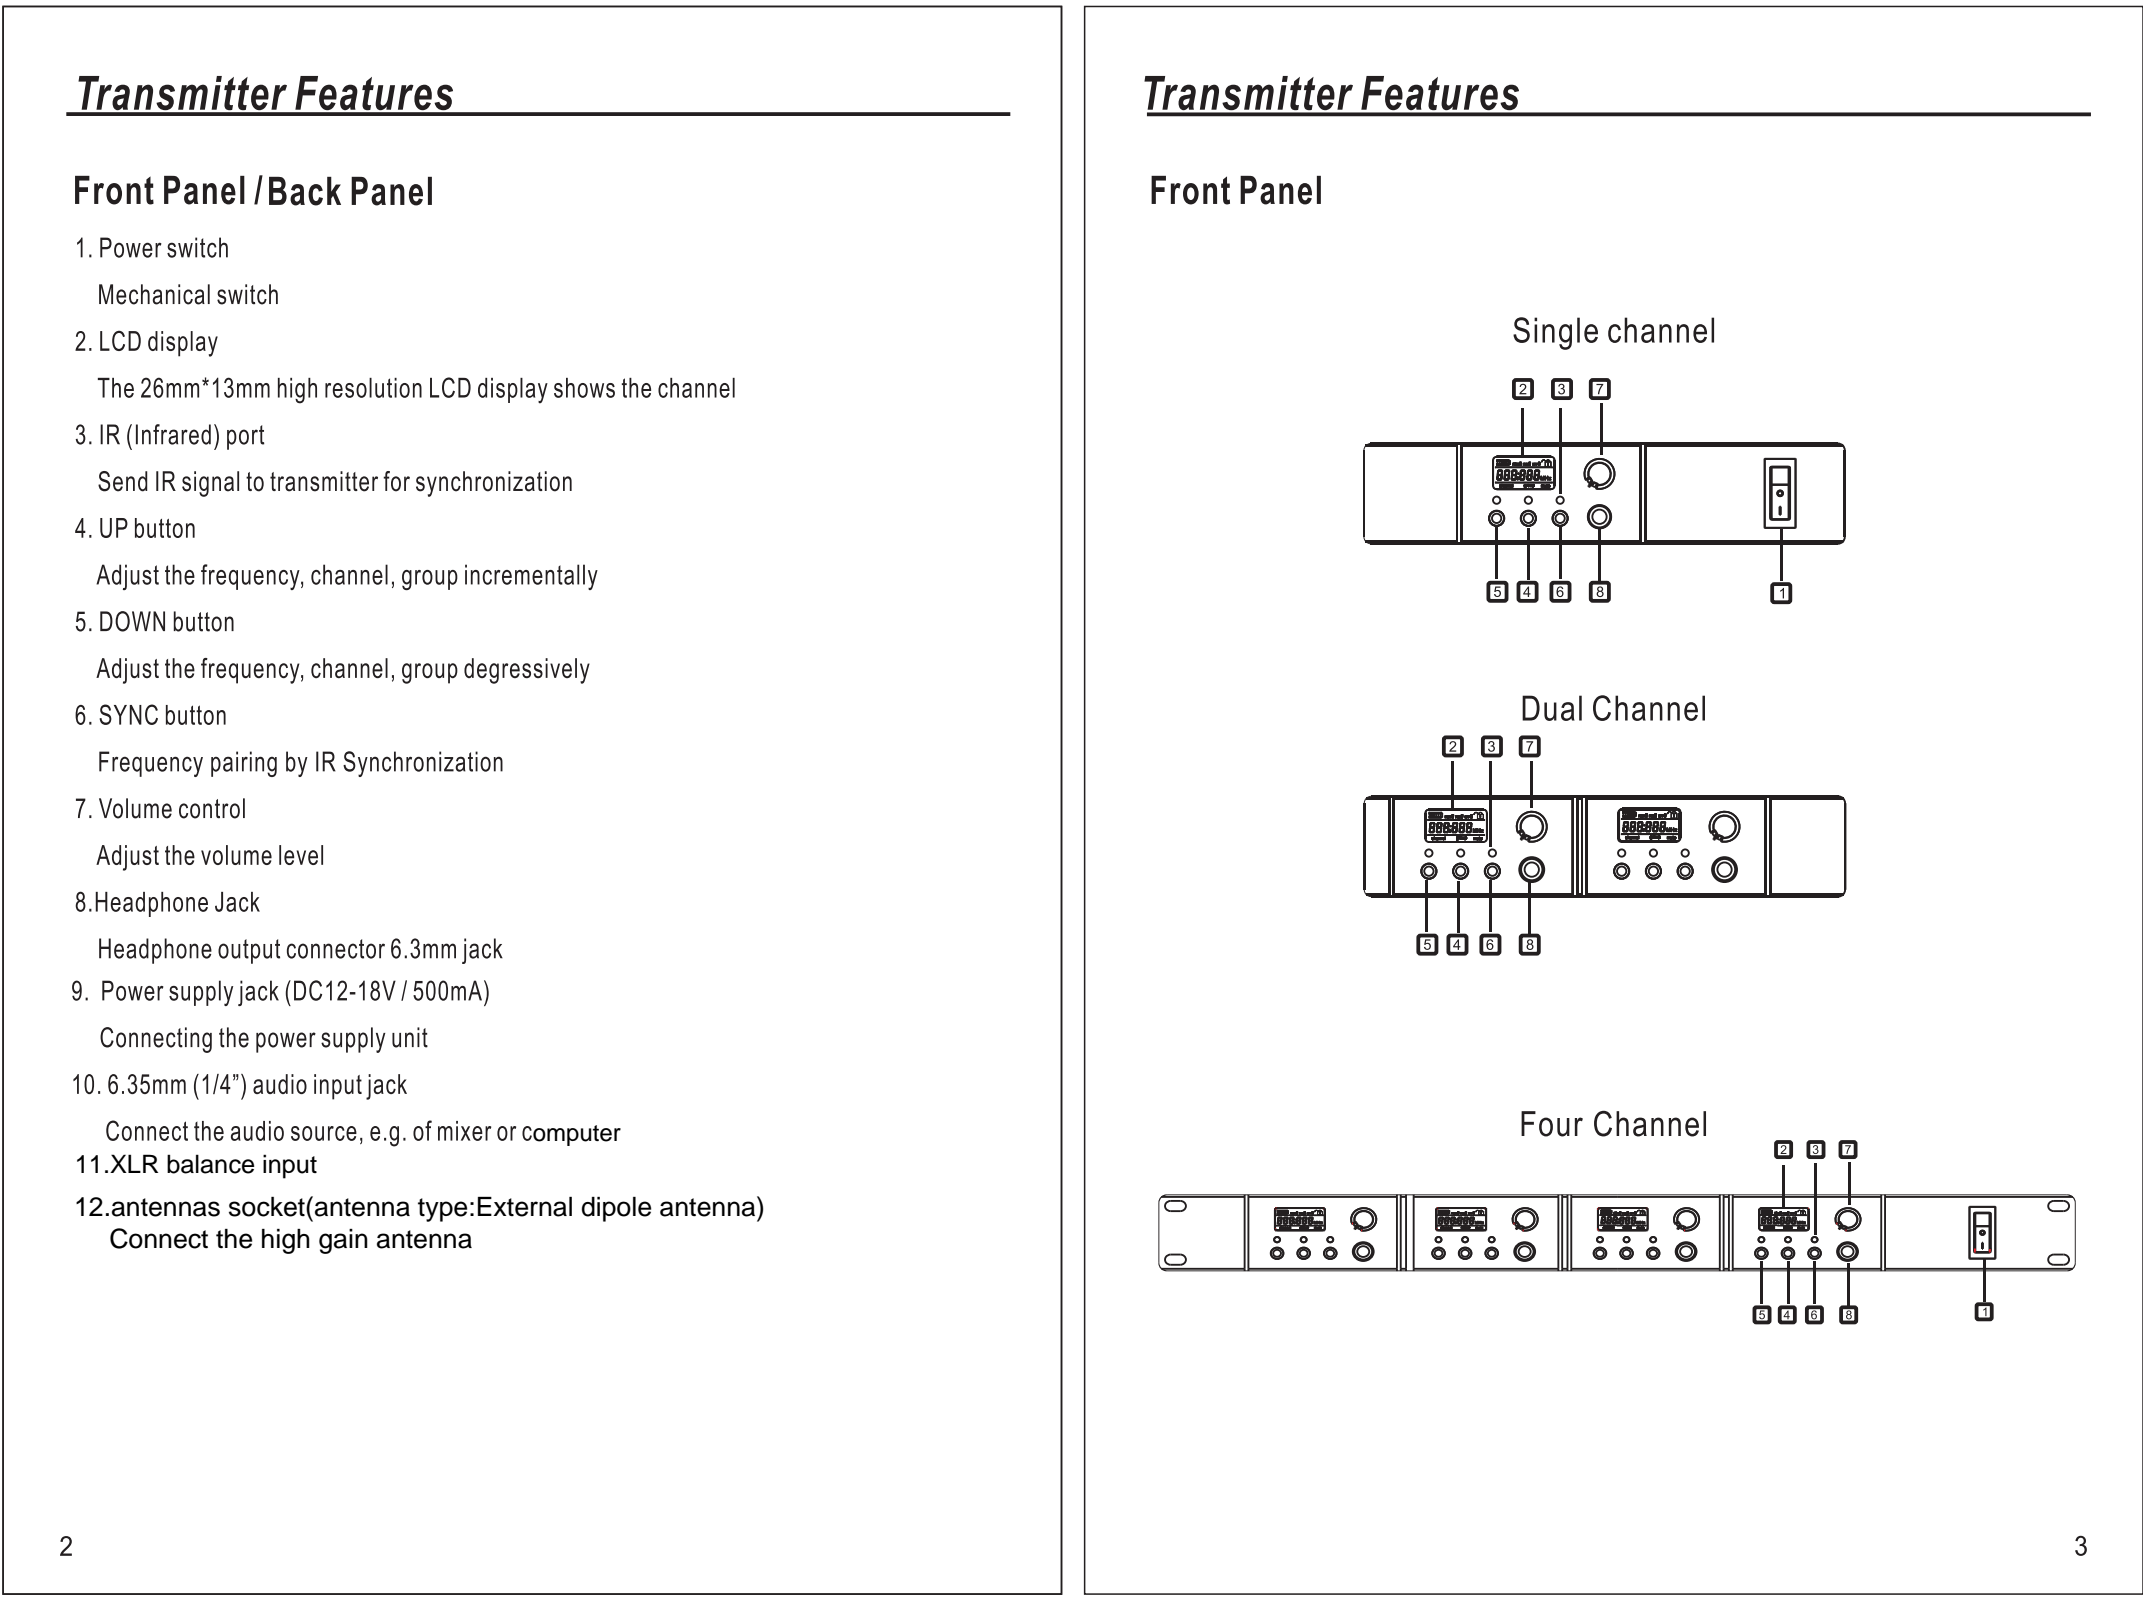 Transmitter Features
Front Panel / Back Panel
1. Power switch
Mechanical switch
2. LCD display
The 26mm*13mm high resolution LCD display shows the channel
3. IR (Infrared) port
Send IR signal to transmitter for synchronization
4. UP button
Adjust the frequency, channel, group incrementally
5. DOWN button
Adjust the frequency, channel, group degressively
6. SYNC button
Frequency pairing by IR Synchronization
7. Volume control
Adjust the volume level
8.Headphone Jack
Headphone output connector 6.3mm jack
9. Power supply jack (DC12-18V / 500mA)
Connecting the power supply unit
10. 6.35mm (1/4”) audio input jack
Connect the audio source, e.g. of mixer or computer
11.XLR balance input
12.antennas socket(antenna type:External dipole antenna)
Connect the high gain antenna
2
Transmitter Features
Front Panel
Single channel
2 3 7
5 4 6 8 1
Dual Channel
2 3 7
5 4 6 8
Four Channel
2 3 7
5 4 6 8 1
3